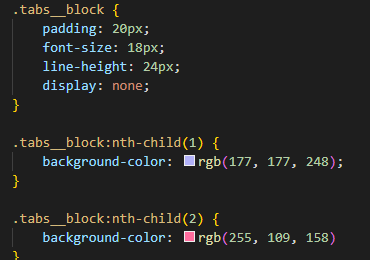 .tabs__block {
padding: 20px;
font-size: 18px;
line-height: 24px;
display: none;
}
.tabs__block:nth-child(1) {
background-color: rgb(177, 177, 248);
}
.tabs__block:nth-child(2) {
background-color: rgb(255, 109, 158)
}